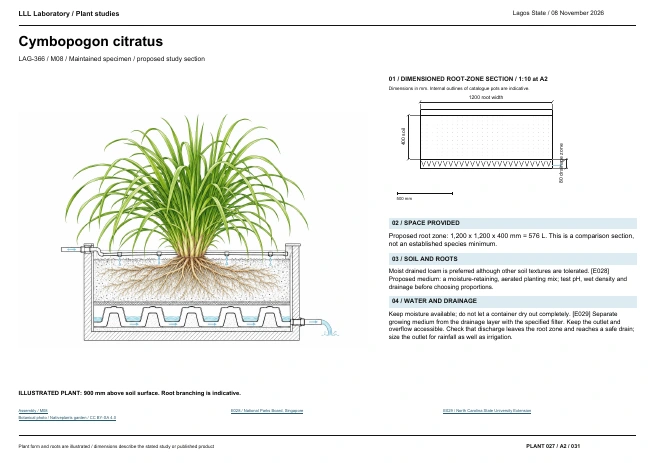 LLL Laboratory / Plant studies
Lagos State / 08 November 2026
Cymbopogon citratus
LAG-366 / M08 / Maintained specimen / proposed study section
01 / DIMENSIONED ROOT-ZONE SECTION / 1:10 at A2
Dimensions in mm. Internal outlines of catalogue pots are indicative.
1200 root width
400 soil
80 drainage zone
500 mm
02 / SPACE PROVIDED
Proposed root zone: 1,200 x 1,200 x 400 mm = 576 L. This is a comparison section,
not an established species minimum.
03 / SOIL AND ROOTS
Moist drained loam is preferred although other soil textures are tolerated. [E028]
Proposed medium: a moisture-retaining, aerated planting mix; test pH, wet density and
drainage before choosing proportions.
04 / WATER AND DRAINAGE
Keep moisture available; do not let a container dry out completely. [E029] Separate
growing medium from the drainage layer with the specified filter. Keep the outlet and
overflow accessible. Check that discharge leaves the root zone and reaches a safe drain;
size the outlet for rainfall as well as irrigation.
ILLUSTRATED PLANT: 900 mm above soil surface. Root branching is indicative.
Assembly / M08
Botanical photo / Nativeplants garden / CC BY-SA 4.0
E028 / National Parks Board, Singapore
E029 / North Carolina State University Extension
Plant form and roots are illustrated / dimensions describe the stated study or published product
PLANT 027 / A2 / 031